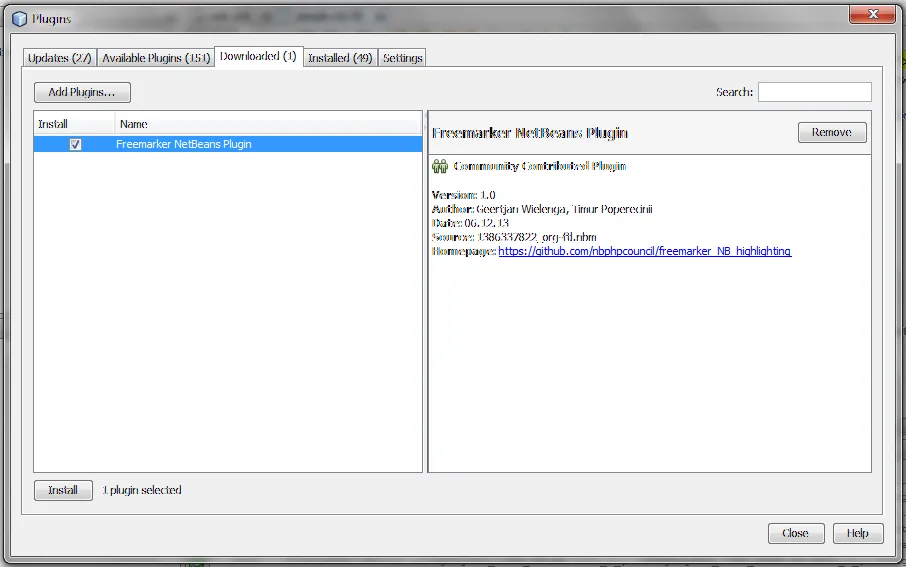 Plugins
Updates (27) Available Plugins (151) Downloaded (1) Installed (49) Settings
Add Plugins... Search:
Install Name
Freemarker NetBeans Plugin
Freemarker NetBeans Plugin Remove
Community Contributed Plugin
Version: 1.0
Author: Geertjan Wielenga, Timur Poperecinii
Date: 06.12.13
Source: 1386337822_org-ftl.nbm
Homepage: https://github.com/nbphpcouncil/freemarker_NB_highlighting
Install 1 plugin selected
Close Help